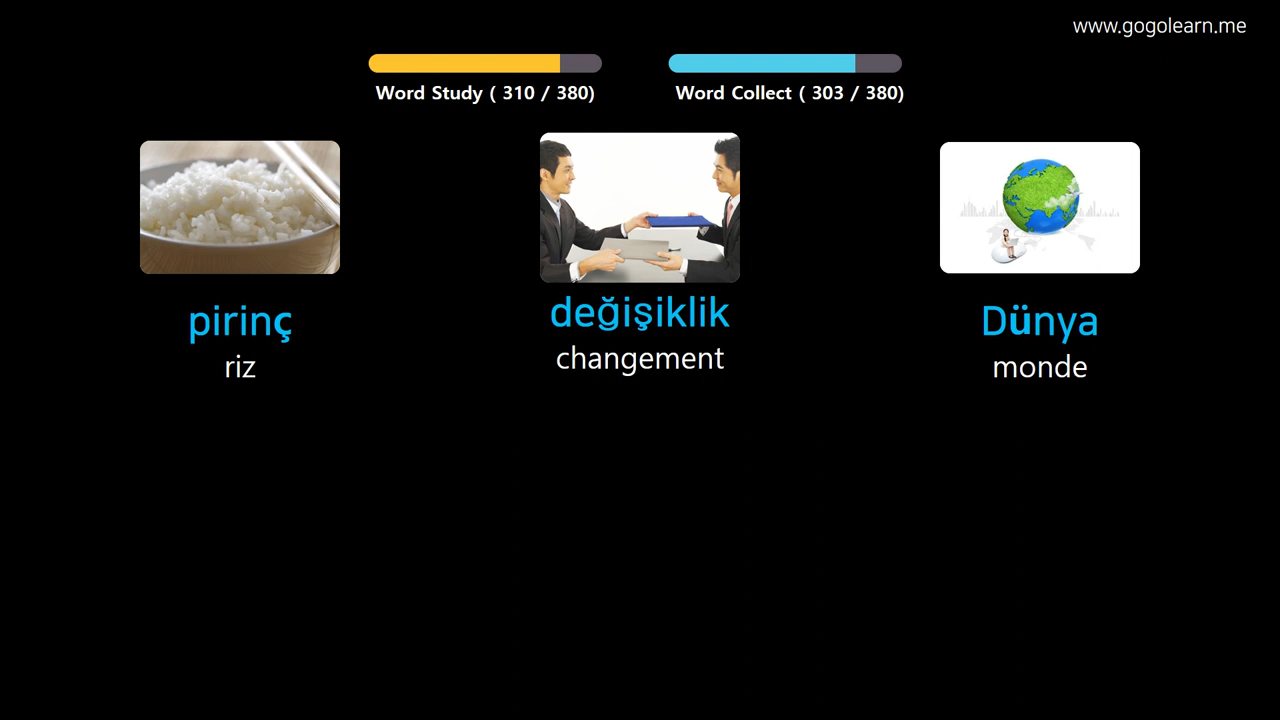 www.gogolearn.me
Word Study ( 310 / 380)
Word Collect ( 303 / 380)
pirinç
riz
değişiklik
changement
Dünya
monde